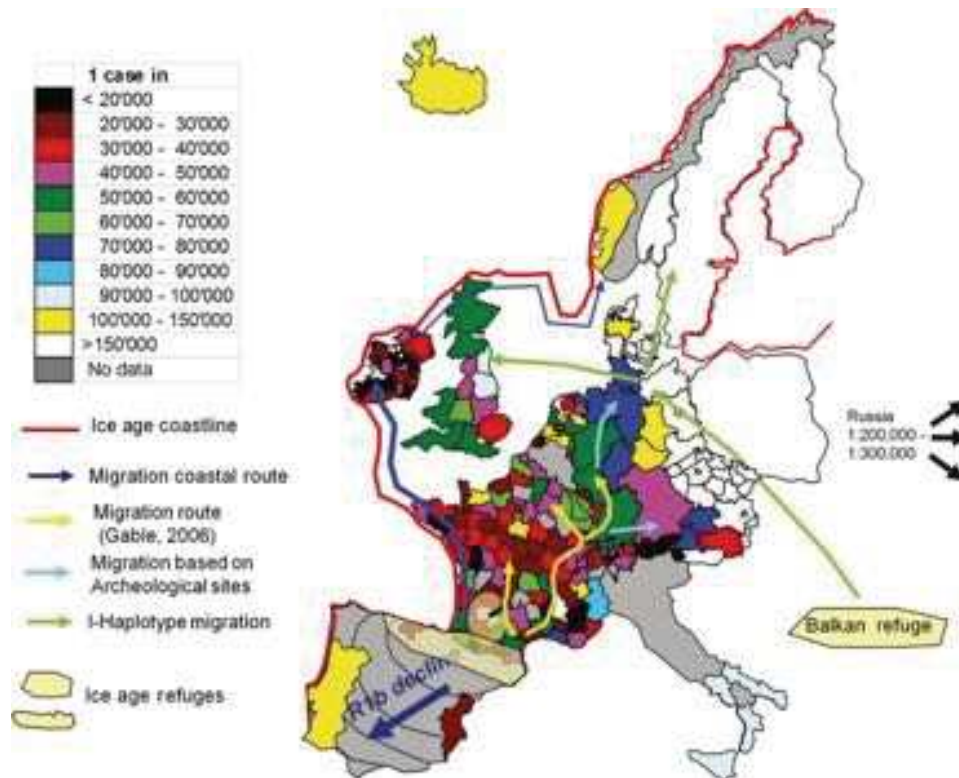 1 case in
< 20'000
20'000 - 30'000
30'000 - 40'000
40'000 - 50'000
50'000 - 60'000
60'000 - 70'000
70'000 - 80'000
80'000 - 90'000
90'000 - 100'000
100'000 - 150'000
>150'000
No data
Ice age coastline
Migration coastal route
Migration route
(Gable, 2006)
Migration based on
Archeological sites
I-Haplotype migration
Ice age refuges
Russia
1:200.000 -
1:300.000
Balkan refuge
R1b declin